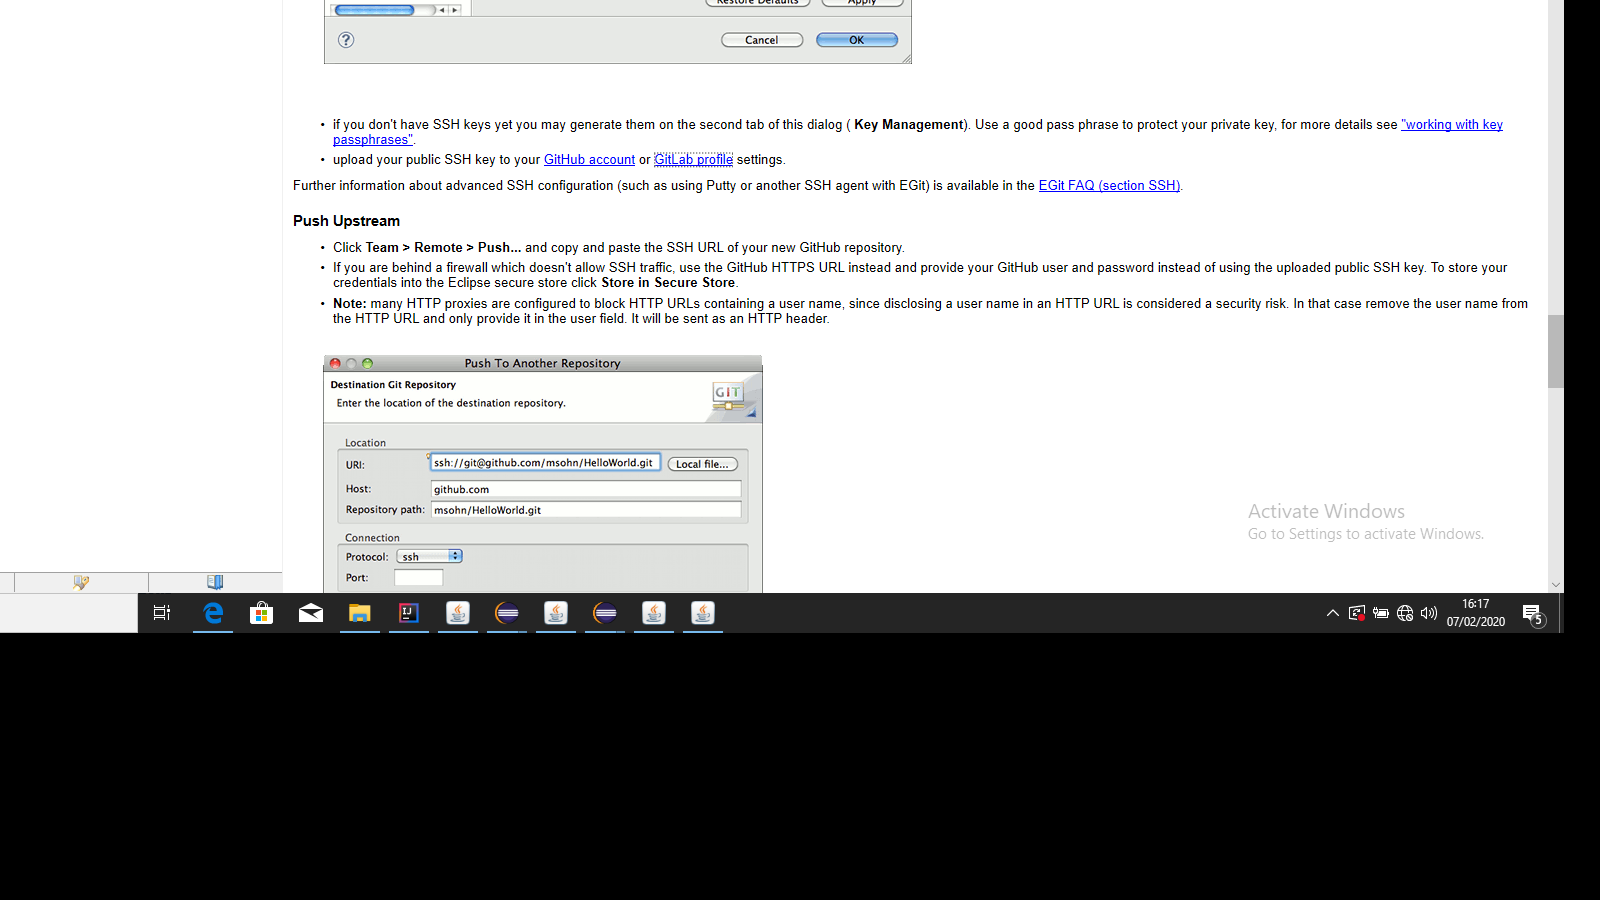 Restore Defaults Apply
? Cancel OK
• if you don't have SSH keys yet you may generate them on the second tab of this dialog ( Key Management). Use a good pass phrase to protect your private key, for more details see "working with key
passphrases".
• upload your public SSH key to your GitHub account or GitLab profile settings.
Further information about advanced SSH configuration (such as using Putty or another SSH agent with EGit) is available in the EGit FAQ (section SSH).
Push Upstream
• Click Team > Remote > Push... and copy and paste the SSH URL of your new GitHub repository.
• If you are behind a firewall which doesn't allow SSH traffic, use the GitHub HTTPS URL instead and provide your GitHub user and password instead of using the uploaded public SSH key. To store your
credentials into the Eclipse secure store click Store in Secure Store.
• Note: many HTTP proxies are configured to block HTTP URLs containing a user name, since disclosing a user name in an HTTP URL is considered a security risk. In that case remove the user name from
the HTTP URL and only provide it in the user field. It will be sent as an HTTP header.
Push To Another Repository
Destination Git Repository
Enter the location of the destination repository.
GIT
Location
URI: ssh://git@github.com/msohn/HelloWorld.git Local file...
Host: github.com
Repository path: msohn/HelloWorld.git
Connection
Protocol: ssh
Port:
Activate Windows
Go to Settings to activate Windows.
IJ
16:17
07/02/2020
5